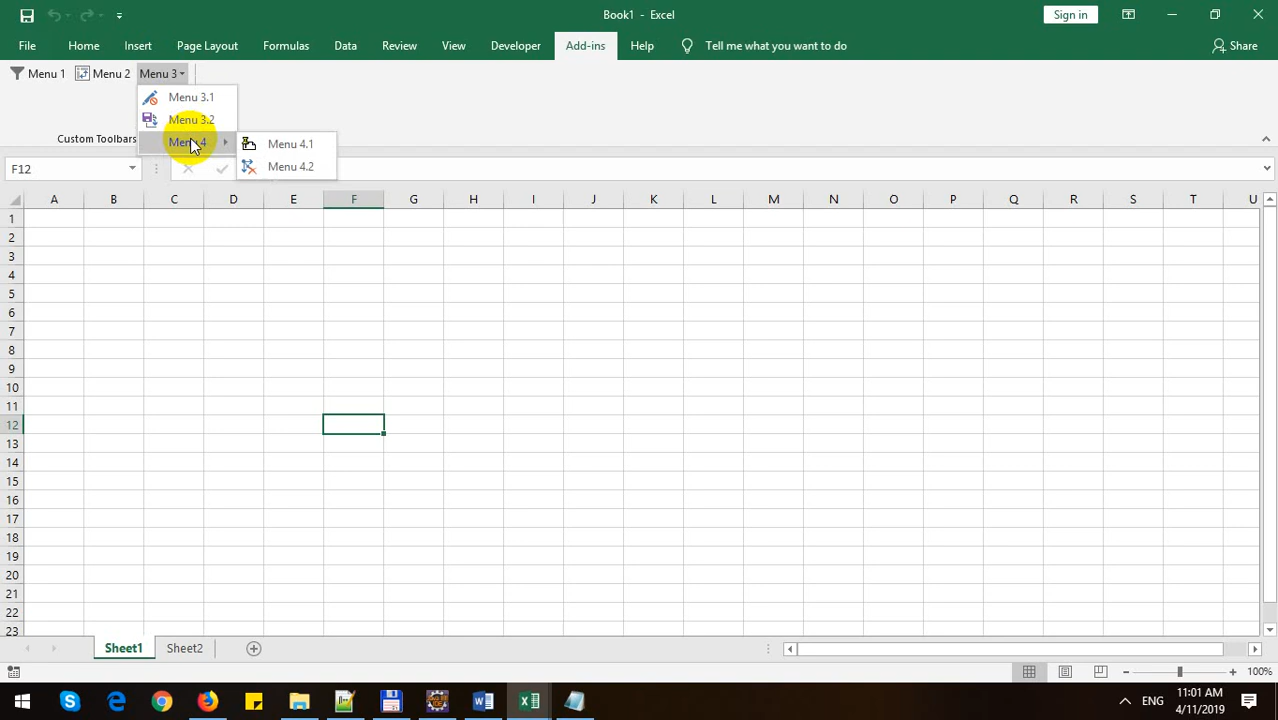 Book1 - Excel
Sign in
File Home Insert Page Layout Formulas Data Review View Developer Add-ins Help Tell me what you want to do Share
Menu 1 Menu 2 Menu 3
Menu 3.1
Menu 3.2
Custom Toolbars
Menu 4
Menu 4.1
Menu 4.2
F12
A B C D E F G H I J K L M N O P Q R S T U
1
2
3
4
5
6
7
8
9
10
11
12
13
14
15
16
17
18
19
20
21
22
23
Sheet1 Sheet2
100%
ENG
11:01 AM
4/11/2019